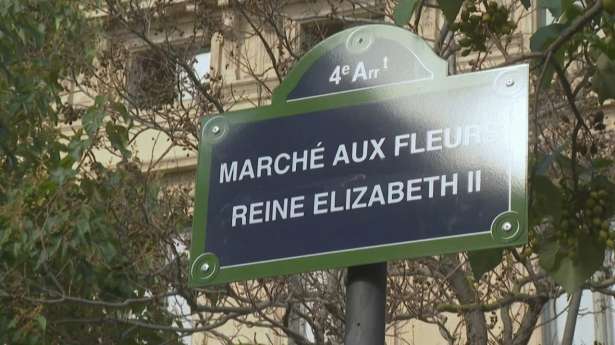 4e Arrt
MARCHÉ AUX FLEURS
REINE ELIZABETH II